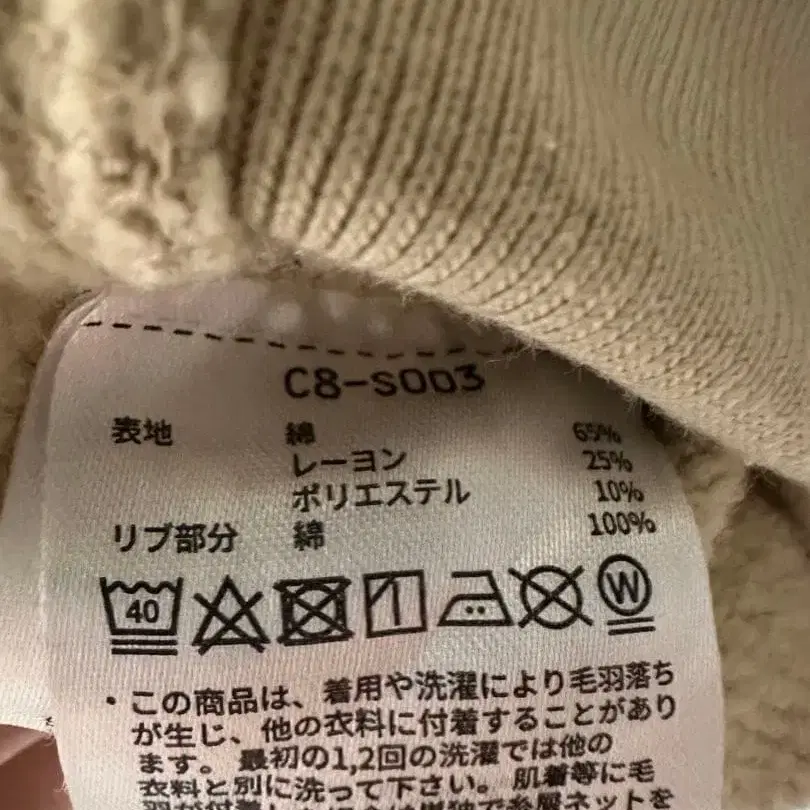 C8-S003
表地 綿 65%
レーヨン 25%
ポリエステル 10%
リブ部分 綿 100%
40 W
・この商品は、着用や洗濯により毛羽落ち
が生じ、他の衣料に付着することがあり
ます。最初の1,2回の洗濯では他の
衣料と別に洗って下さい。肌着等に毛